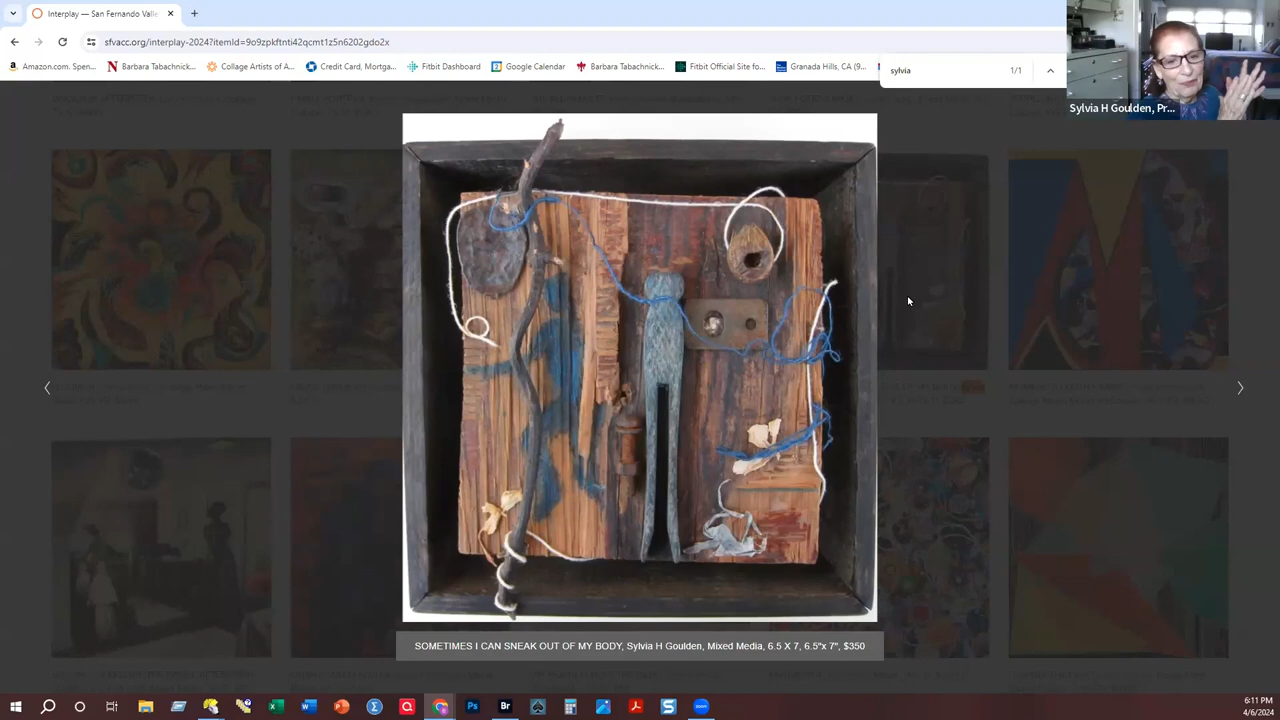 Interplay — San Fernando Valle
sfvacc.org/interplay-2024?itemId=9o9zpkftnti42qcmt1z5n6202gdo2x
Amazon.com. Spen... Barbara Tabachnick... Collage Artists of A... Credit Card, Mortga... Fitbit Dashboard Google Calendar Barbara Tabachnick... Official Fitbit Site fo... Granada Hills, CA (9...
sylvia 1/1
Sylvia H Goulden, Pr...
SOMETIMES I CAN SNEAK OUT OF MY BODY, Sylvia H Goulden, Mixed Media, 6.5 X 7, 6.5"x 7", $350
6:11 PM
4/6/2024